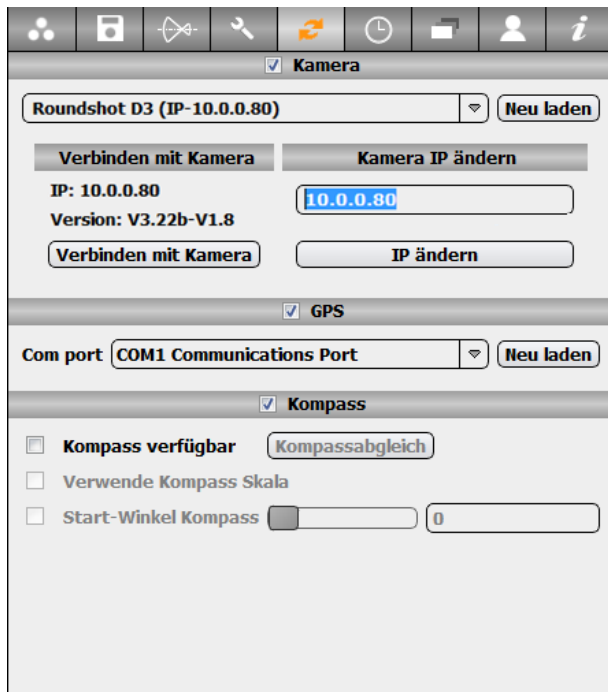 i
Kamera
Roundshot D3 (IP-10.0.0.80) Neu laden
Verbinden mit Kamera Kamera IP ändern
IP: 10.0.0.80 10.0.0.80
Version: V3.22b-V1.8
Verbinden mit Kamera IP ändern
GPS
Com port COM1 Communications Port Neu laden
Kompass
Kompass verfügbar Kompassabgleich
Verwende Kompass Skala
Start-Winkel Kompass 0